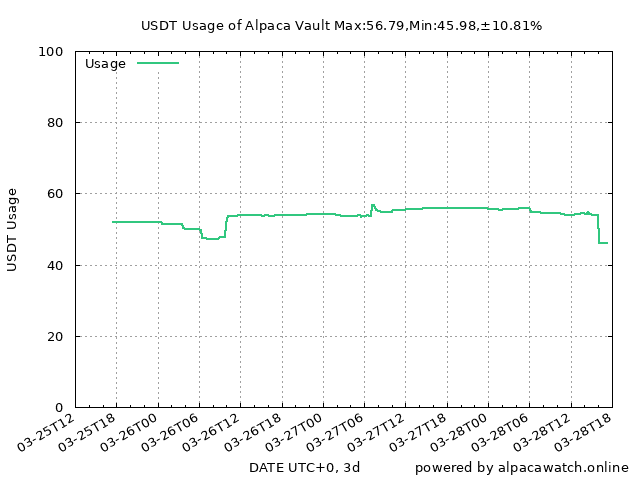 USDT Usage of Alpaca Vault Max:56.79,Min:45.98,±10.81%
Usage
100
80
60
40
20
0
USDT Usage
03-25T12
03-25T18
03-26T00
03-26T06
03-26T12
03-26T18
03-27T00
03-27T06
03-27T12
03-27T18
03-28T00
03-28T06
03-28T12
03-28T18
DATE UTC+0, 3d
powered by alpacawatch.online